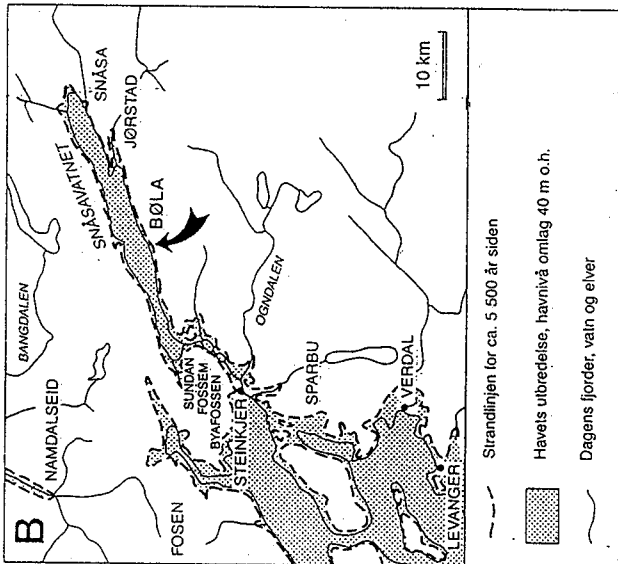 B
BANGDALEN
NAMDALSEID
SNÅSAVATNET
SNÅSA
JØRSTAD
BØLA
FOSEN
SUNDAN
FOSSEM
BYAFOSSEN
STEINKJER
OGNDALEN
SPARBU
VERDAL
LEVANGER
10 km
Strandlinjen for ca. 5 500 år siden
Havets utbredelse, havnivå omlag 40 m o.h.
Dagens fjorder, vatn og elver